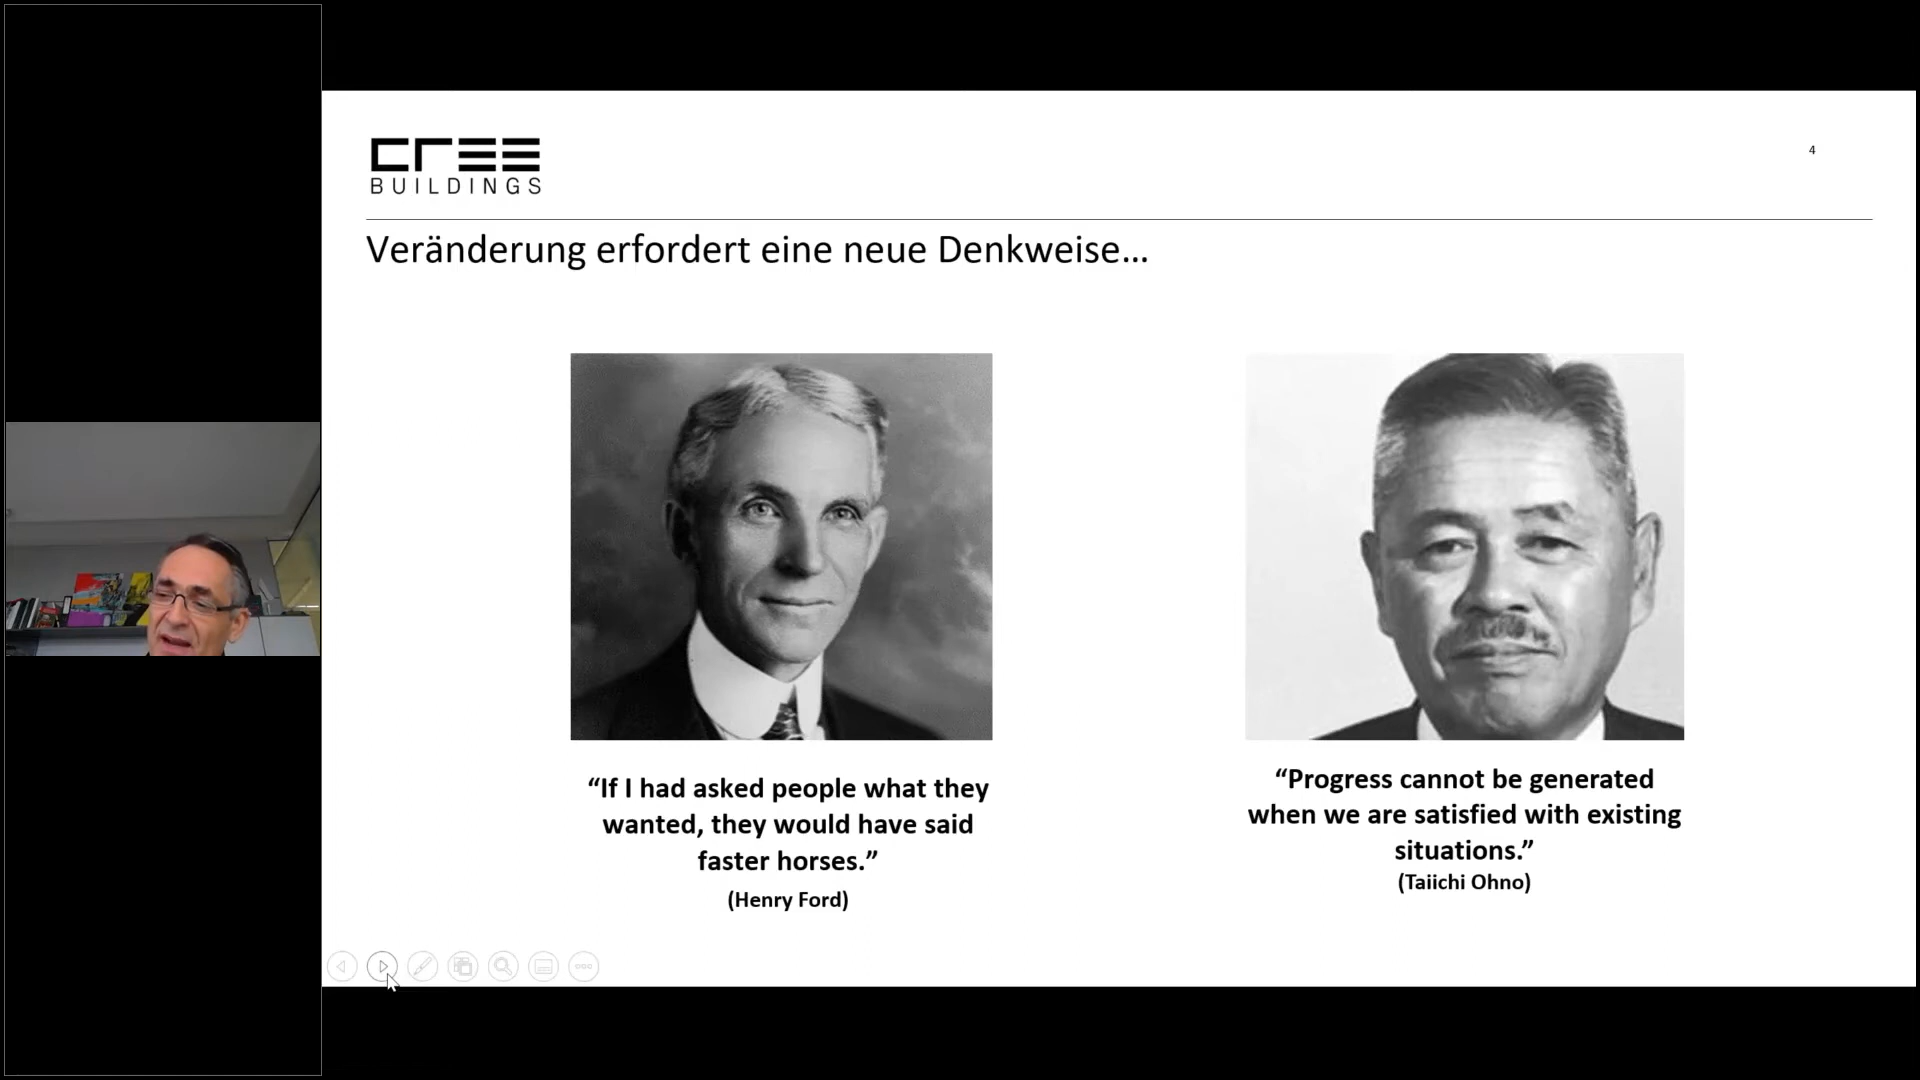 cree
BUILDINGS
4
Veränderung erfordert eine neue Denkweise...
“If I had asked people what they
wanted, they would have said
faster horses.”
(Henry Ford)
“Progress cannot be generated
when we are satisfied with existing
situations.”
(Taiichi Ohno)